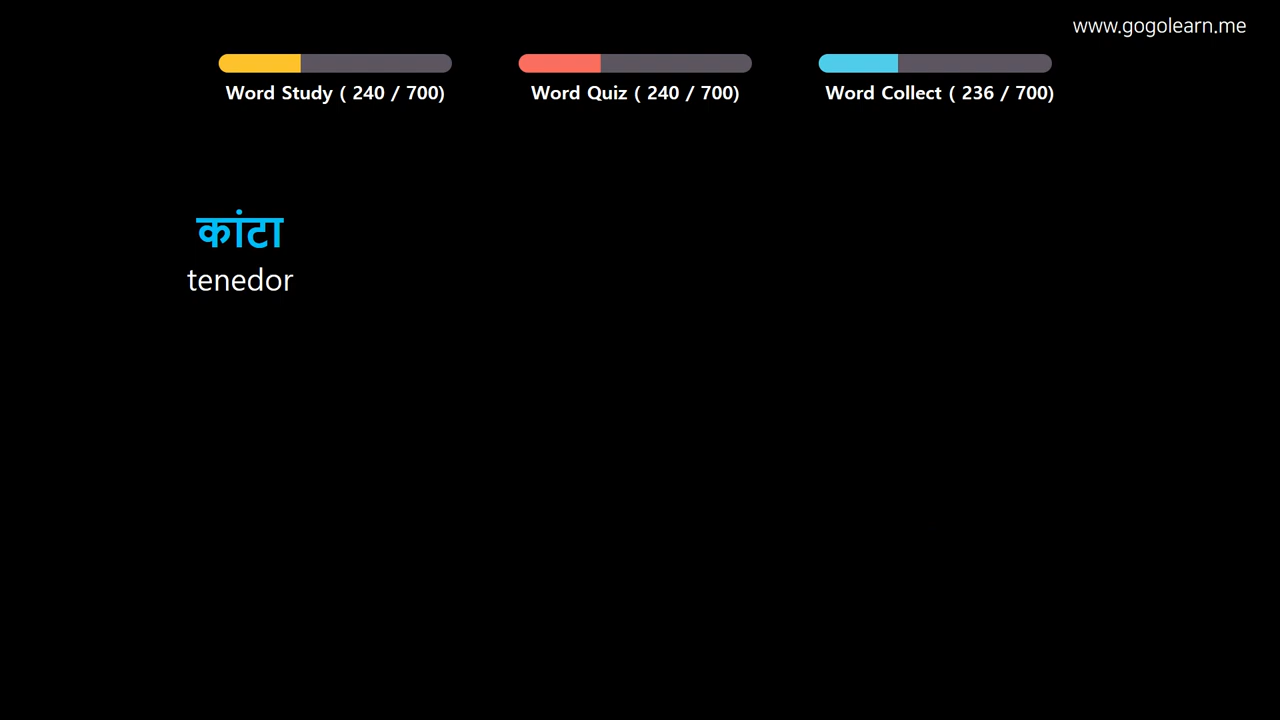 www.gogolearn.me
Word Study ( 240 / 700)
Word Quiz ( 240 / 700)
Word Collect ( 236 / 700)
कांटा
tenedor